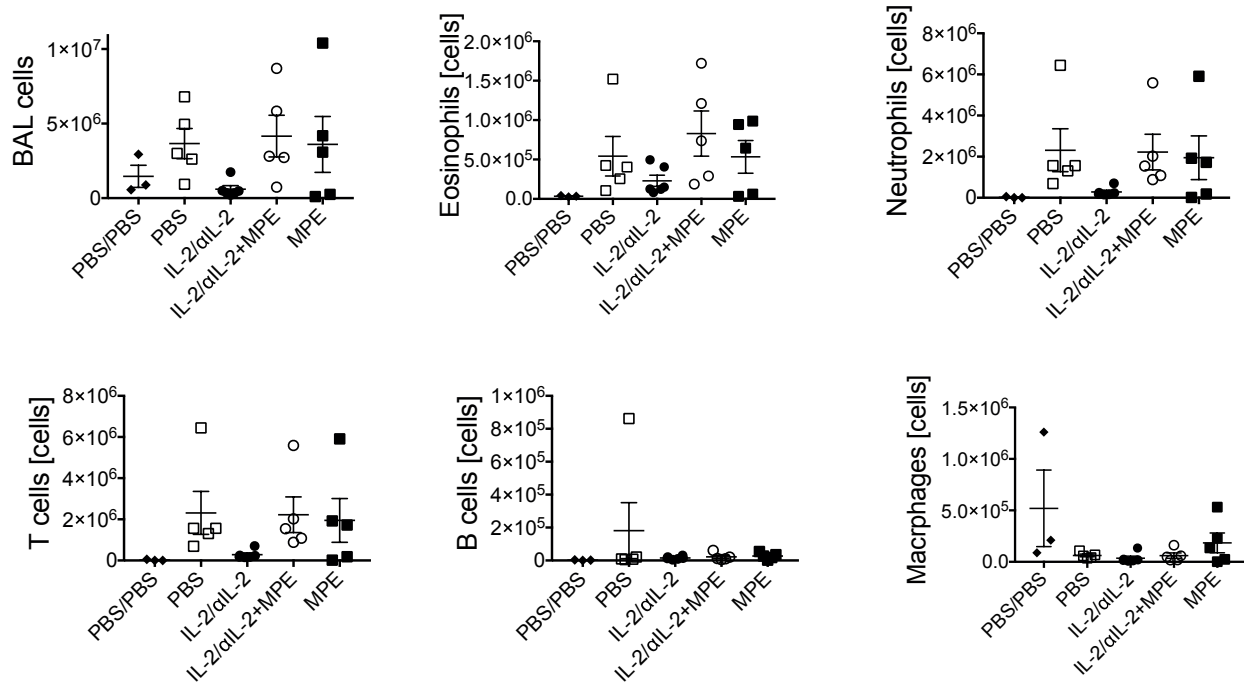 BAL cells
1×10⁷
5×10⁶
0
PBS/PBS
PBS
IL-2/αIL-2
IL-2/αIL-2+MPE
MPE
Eosinophils [cells]
2.0×10⁶
1.5×10⁶
1.0×10⁶
5.0×10⁵
0.0
PBS/PBS
PBS
IL-2/αIL-2
IL-2/αIL-2+MPE
MPE
Neutrophils [cells]
8×10⁶
6×10⁶
4×10⁶
2×10⁶
0
PBS/PBS
PBS
IL-2/αIL-2
IL-2/αIL-2+MPE
MPE
T cells [cells]
8×10⁶
6×10⁶
4×10⁶
2×10⁶
0
PBS/PBS
PBS
IL-2/αIL-2
IL-2/αIL-2+MPE
MPE
B cells [cells]
1×10⁶
8×10⁵
6×10⁵
4×10⁵
2×10⁵
0
PBS/PBS
PBS
IL-2/αIL-2
IL-2/αIL-2+MPE
MPE
Macrphages [cells]
1.5×10⁶
1.0×10⁶
5.0×10⁵
0.0
PBS/PBS
PBS
IL-2/αIL-2
IL-2/αIL-2+MPE
MPE